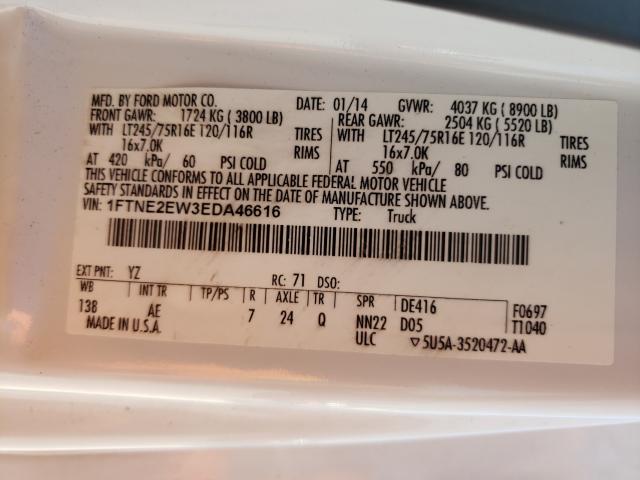 MFD. BY FORD MOTOR CO. DATE: 01/14 GVWR: 4037 KG ( 8900 LB)
FRONT GAWR: 1724 KG ( 3800 LB) REAR GAWR: 2504 KG ( 5520 LB)
WITH LT245/75R16E 120/116R TIRES WITH LT245/75R16E 120/116R TIRES
16x7.0K RIMS 16x7.0K RIMS
AT 420 kPa/ 60 PSI COLD AT 550 kPa/ 80 PSI COLD
THIS VEHICLE CONFORMS TO ALL APPLICABLE FEDERAL MOTOR VEHICLE
SAFETY STANDARDS IN EFFECT ON THE DATE OF MANUFACTURE SHOWN ABOVE.
VIN: 1FTNE2EW3EDA46616 TYPE: Truck
EXT PNT: YZ RC: 71 DSO:
WB INT TR TP/PS R AXLE TR SPR DE416 F0697
138 AE 7 24 Q NN22 D05 T1040
MADE IN U.S.A. ULC ▽5U5A-3520472-AA